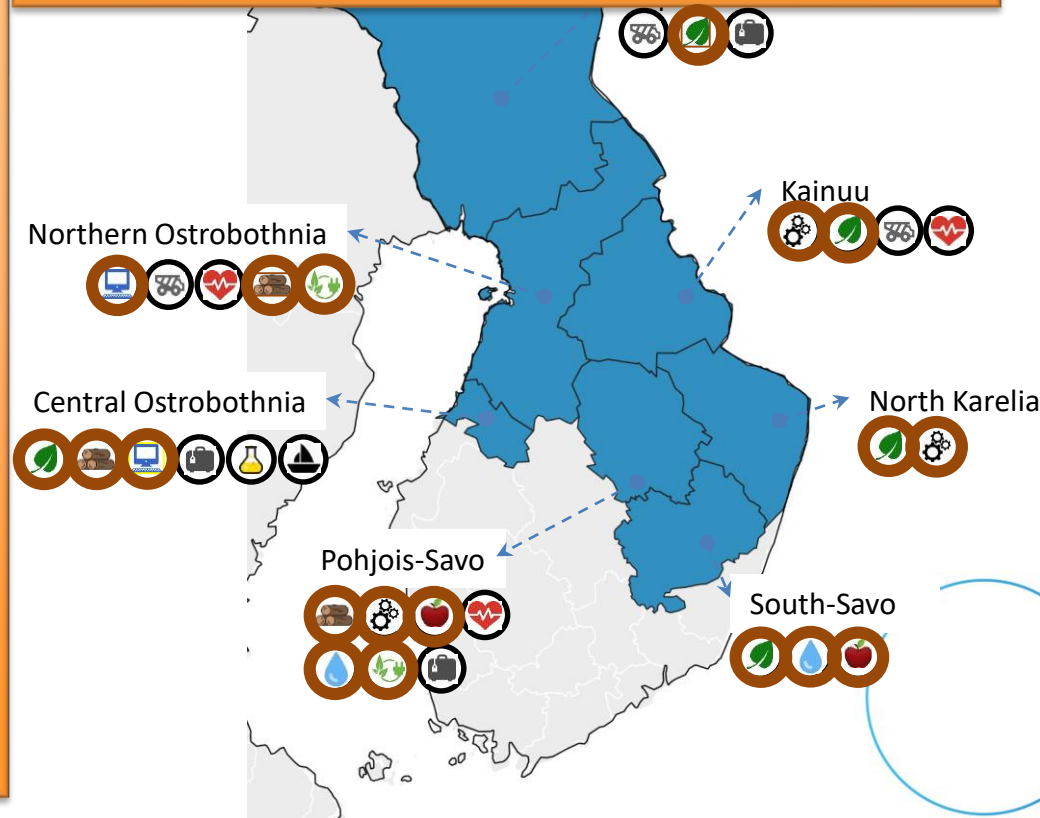 Kainuu
Northern Ostrobothnia
Central Ostrobothnia
North Karelia
Pohjois-Savo
South-Savo